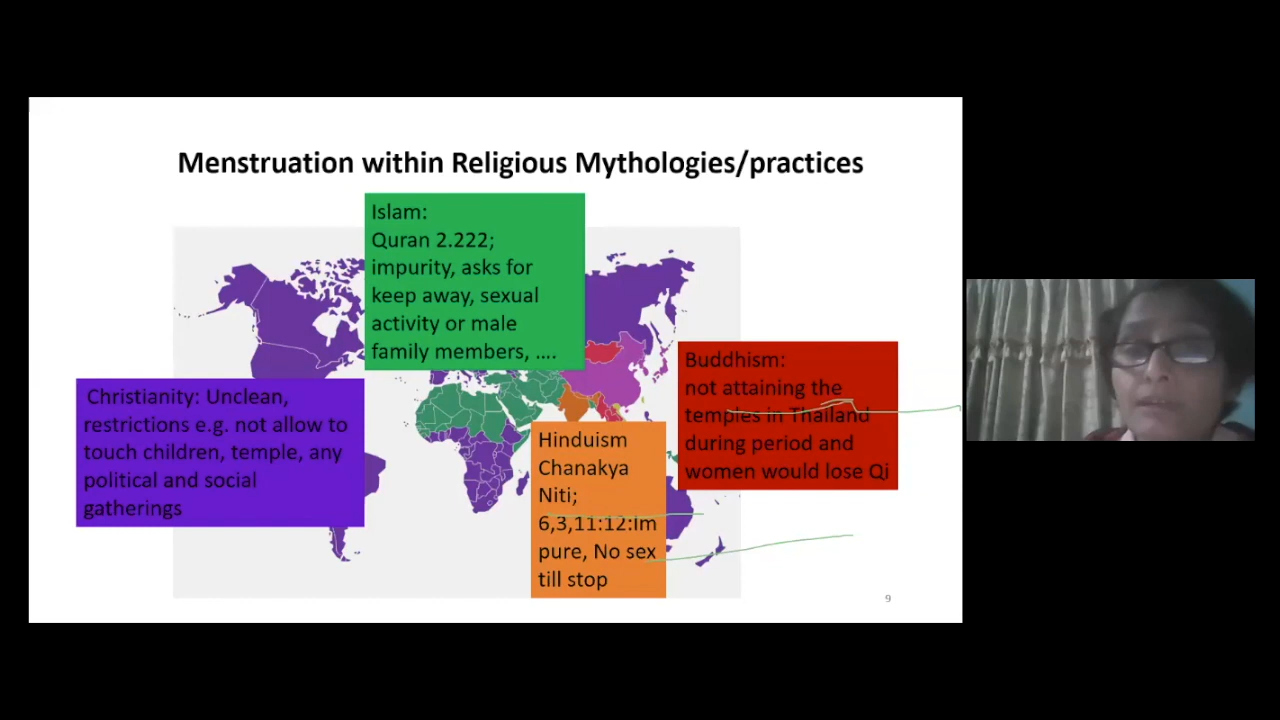 Menstruation within Religious Mythologies/practices
Islam:
Quran 2.222;
impurity, asks for
keep away, sexual
activity or male
family members, ....
Christianity: Unclean,
restrictions e.g. not allow to
touch children, temple, any
political and social
gatherings
Hinduism
Chanakya
Niti;
6,3,11:12:Im
pure, No sex
till stop
Buddhism:
not attaining the
temples in Thailand
during period and
women would lose Qi
9